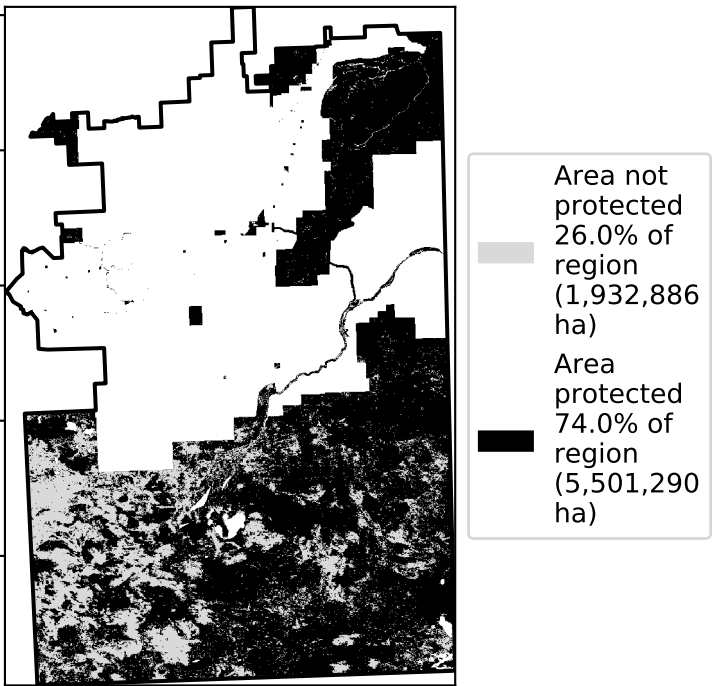 Area not
protected
26.0% of
region
(1,932,886
ha)
Area
protected
74.0% of
region
(5,501,290
ha)